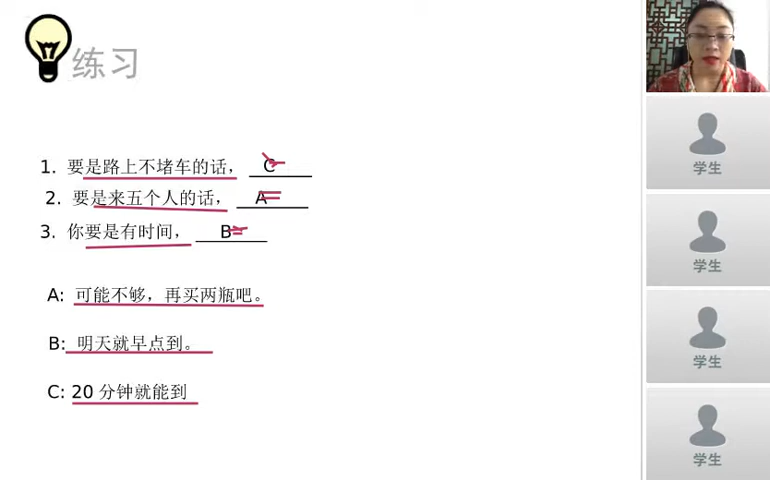 练习
1. 要是路上不堵车的话，C
2. 要是来五个人的话，A
3. 你要是有时间，B
A: 可能不够，再买两瓶吧。
B: 明天就早点到。
C: 20 分钟就能到
学生
学生
学生
学生